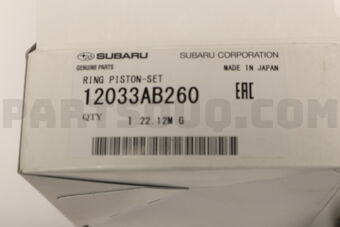 SUBARU SUBARU CORPORATION
GENUINE PARTS MADE IN JAPAN
RING PISTON-SET
12033AB260 EAC
QTY 1 22.12M G
PARTSOUQ.COM